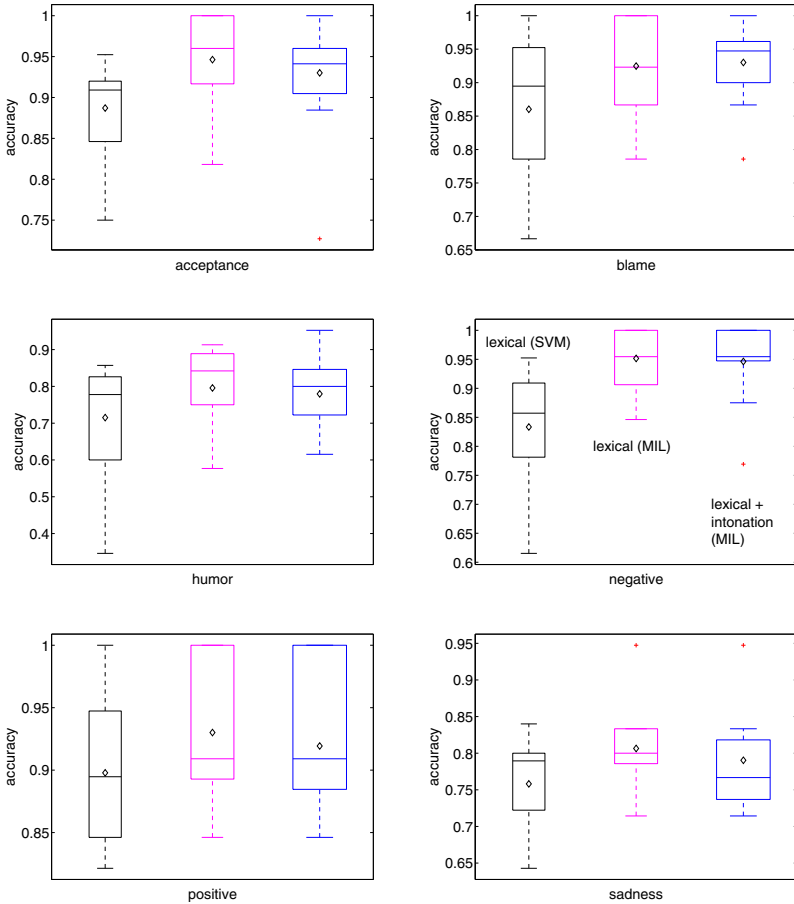 1
0.95
0.9
0.85
0.8
0.75
accuracy
acceptance
1
0.95
0.9
0.85
0.8
0.75
0.7
0.65
accuracy
blame
0.9
0.8
0.7
0.6
0.5
0.4
accuracy
humor
1
0.95
0.9
0.85
0.8
0.75
0.7
0.65
0.6
accuracy
lexical (SVM)
lexical (MIL)
lexical +
intonation
(MIL)
negative
1
0.95
0.9
0.85
accuracy
positive
0.95
0.9
0.85
0.8
0.75
0.7
0.65
accuracy
sadness